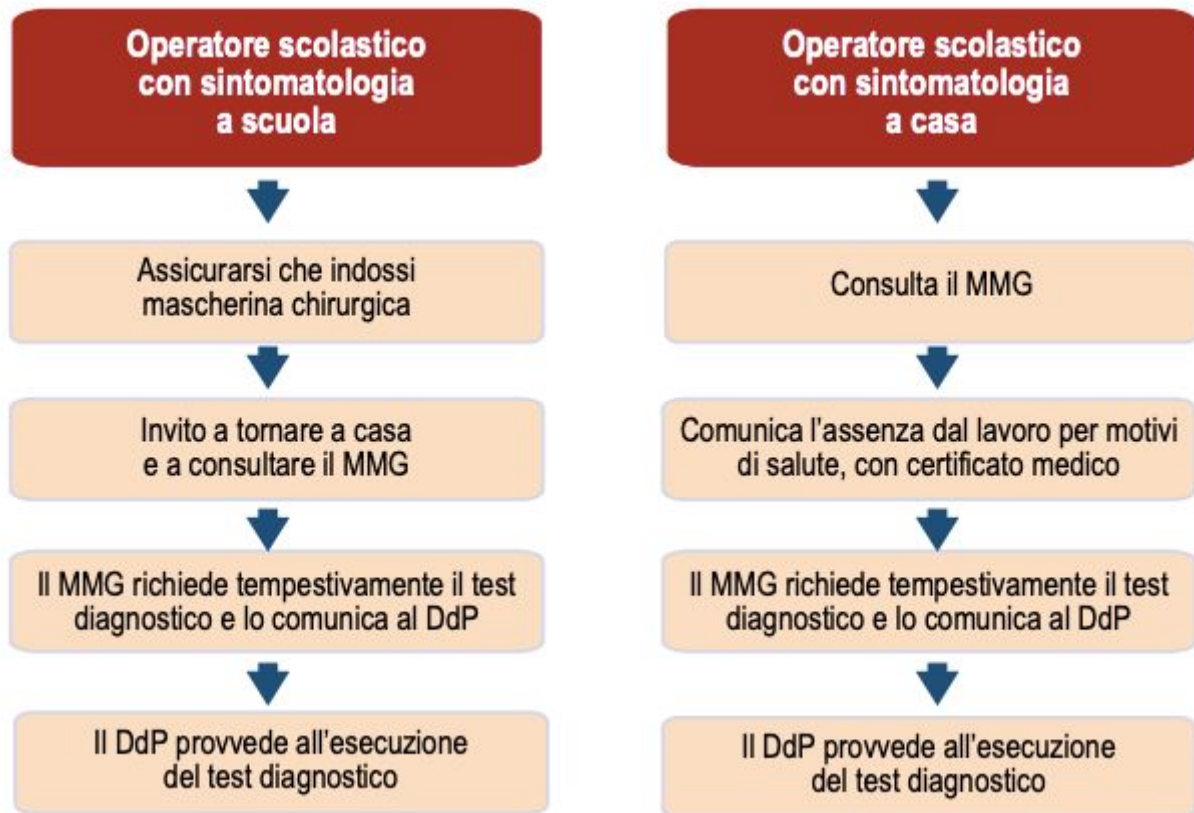 Operatore scolastico
con sintomatologia
a scuola
Assicurarsi che indossi
mascherina chirurgica
Invito a tornare a casa
e a consultare il MMG
Il MMG richiede tempestivamente il test
diagnostico e lo comunica al DdP
Il DdP provvede all'esecuzione
del test diagnostico
Operatore scolastico
con sintomatologia
a casa
Consulta il MMG
Comunica l'assenza dal lavoro per motivi
di salute, con certificato medico
Il MMG richiede tempestivamente il test
diagnostico e lo comunica al DdP
Il DdP provvede all'esecuzione
del test diagnostico